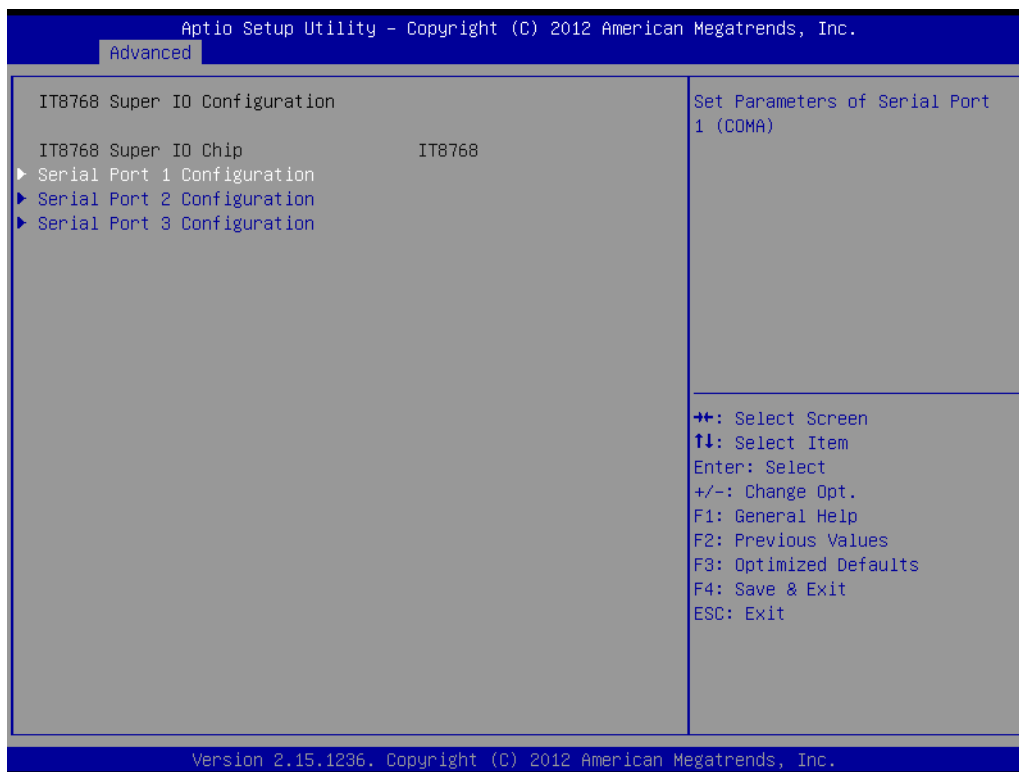 Aptio Setup Utility – Copyright (C) 2012 American Megatrends, Inc.
Advanced
IT8768 Super IO Configuration
IT8768 Super IO Chip IT8768
▶ Serial Port 1 Configuration
▶ Serial Port 2 Configuration
▶ Serial Port 3 Configuration
Set Parameters of Serial Port
1 (COMA)
→←: Select Screen
↑↓: Select Item
Enter: Select
+/-: Change Opt.
F1: General Help
F2: Previous Values
F3: Optimized Defaults
F4: Save & Exit
ESC: Exit
Version 2.15.1236. Copyright (C) 2012 American Megatrends, Inc.